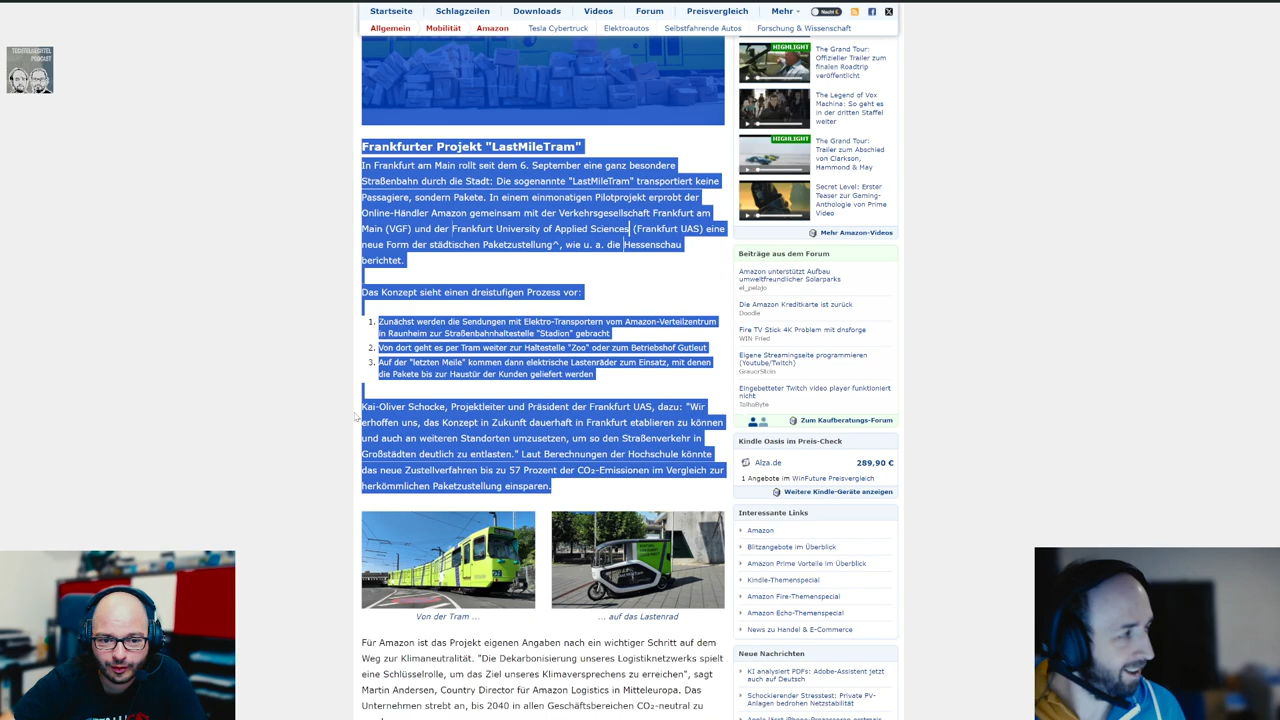 Startseite
Schlagzeilen
Downloads
Videos
Forum
Preisvergleich
Mehr
Nacht
Allgemein
Mobilität
Amazon
Tesla Cybertruck
Elektroautos
Selbstfahrende Autos
Forschung & Wissenschaft
TECHTELMECHTEL
PODCAST
Frankfurter Projekt "LastMileTram"
In Frankfurt am Main rollt seit dem 6. September eine ganz besondere
Straßenbahn durch die Stadt: Die sogenannte "LastMileTram" transportiert keine
Passagiere, sondern Pakete. In einem einmonatigen Pilotprojekt erprobt der
Online-Händler Amazon gemeinsam mit der Verkehrsgesellschaft Frankfurt am
Main (VGF) und der Frankfurt University of Applied Sciences (Frankfurt UAS) eine
neue Form der städtischen Paketzustellung^, wie u. a. die Hessenschau
berichtet.
Das Konzept sieht einen dreistufigen Prozess vor:
1. Zunächst werden die Sendungen mit Elektro-Transportern vom Amazon-Verteilzentrum
in Raunheim zur Straßenbahnhaltestelle "Stadion" gebracht
2. Von dort geht es per Tram weiter zur Haltestelle "Zoo" oder zum Betriebshof Gutleut
3. Auf der "letzten Meile" kommen dann elektrische Lastenräder zum Einsatz, mit denen
die Pakete bis zur Haustür der Kunden geliefert werden
Kai-Oliver Schocke, Projektleiter und Präsident der Frankfurt UAS, dazu: "Wir
erhoffen uns, das Konzept in Zukunft dauerhaft in Frankfurt etablieren zu können
und auch an weiteren Standorten umzusetzen, um so den Straßenverkehr in
Großstädten deutlich zu entlasten." Laut Berechnungen der Hochschule könnte
das neue Zustellverfahren bis zu 57 Prozent der CO₂-Emissionen im Vergleich zur
herkömmlichen Paketzustellung einsparen.
Von der Tram ...
... auf das Lastenrad
Für Amazon ist das Projekt eigenen Angaben nach ein wichtiger Schritt auf dem
Weg zur Klimaneutralität. "Die Dekarbonisierung unseres Logistiknetzwerks spielt
eine Schlüsselrolle, um das Ziel unseres Klimaversprechens zu erreichen", sagt
Martin Andersen, Country Director für Amazon Logistics in Mitteleuropa. Das
Unternehmen strebt an, bis 2040 in allen Geschäftsbereichen CO₂-neutral zu
HIGHLIGHT
The Grand Tour:
Offizieller Trailer zum
finalen Roadtrip
veröffentlicht
The Legend of Vox
Machina: So geht es
in der dritten Staffel
weiter
HIGHLIGHT
The Grand Tour:
Trailer zum Abschied
von Clarkson,
Hammond & May
Secret Level: Erster
Teaser zur Gaming-
Anthologie von Prime
Video
Mehr Amazon-Videos
Beiträge aus dem Forum
Amazon unterstützt Aufbau
umweltfreundlicher Solarparks
el_pelajo
Die Amazon Kreditkarte ist zurück
Doodle
Fire TV Stick 4K Problem mit dnsforge
WIN Fried
Eigene Streamingseite programmieren
(Youtube/Twitch)
GrauerStein
Eingebetteter Twitch video player funktioniert
nicht
TalhaByte
Zum Kaufberatungs-Forum
Kindle Oasis im Preis-Check
Alza.de
289,90 €
1 Angebote im WinFuture Preisvergleich
Weitere Kindle-Geräte anzeigen
Interessante Links
Amazon
Blitzangebote im Überblick
Amazon Prime Vorteile im Überblick
Kindle-Themenspecial
Amazon Fire-Themenspecial
Amazon Echo-Themenspecial
News zu Handel & E-Commerce
Neue Nachrichten
KI analysiert PDFs: Adobe-Assistent jetzt
auch auf Deutsch
Schockierender Stresstest: Private PV-
Anlagen bedrohen Netzstabilität